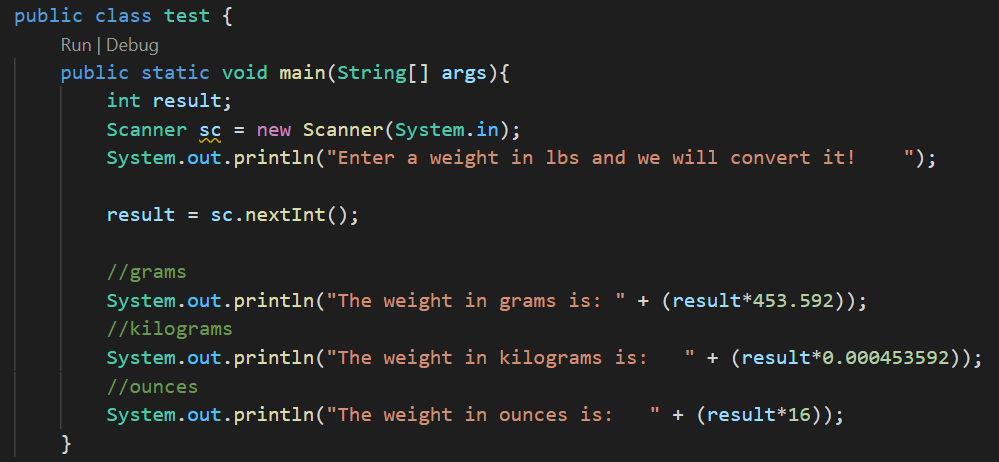 public class test {
Run | Debug
public static void main(String[] args){
int result;
Scanner sc = new Scanner(System.in);
System.out.println("Enter a weight in lbs and we will convert it!    ");
result = sc.nextInt();
//grams
System.out.println("The weight in grams is: " + (result*453.592));
//kilograms
System.out.println("The weight in kilograms is:   " + (result*0.000453592));
//ounces
System.out.println("The weight in ounces is:   " + (result*16));
}